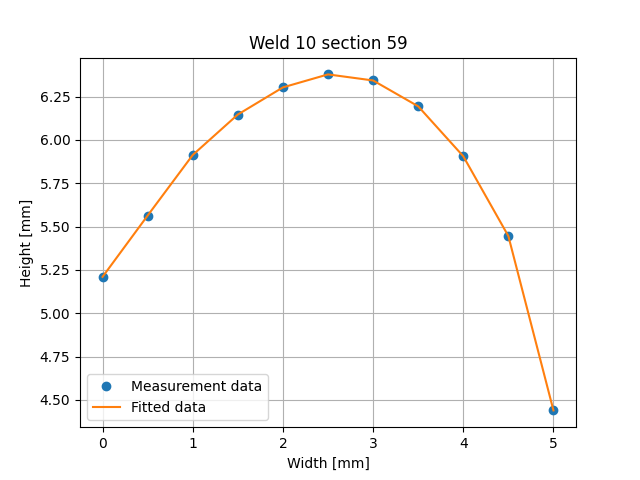 Weld 10 section 59
Height [mm]
6.25
6.00
5.75
5.50
5.25
5.00
4.75
4.50
Measurement data
Fitted data
0 1 2 3 4 5
Width [mm]